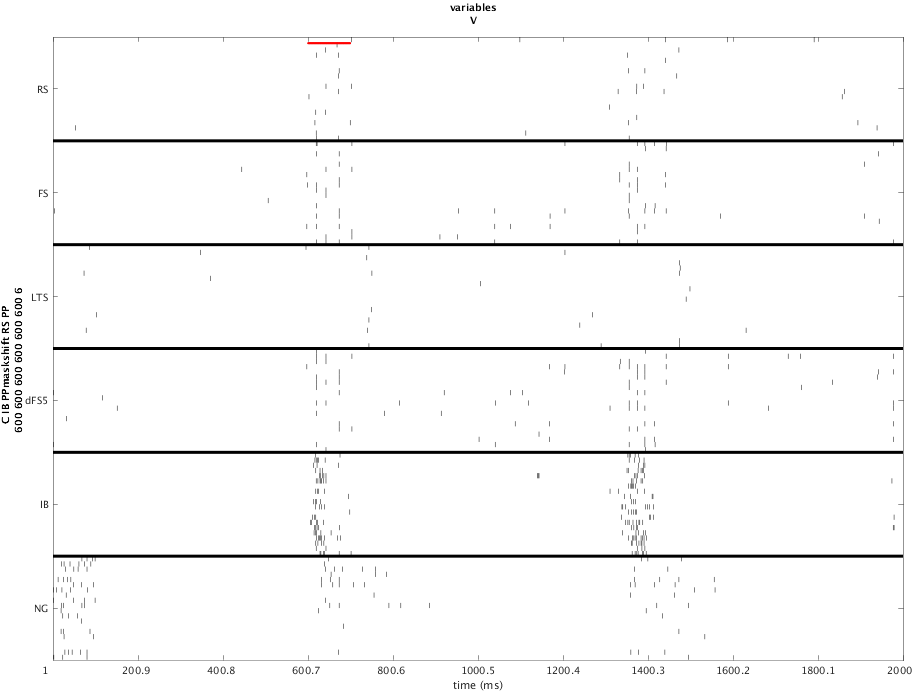 variables
V
RS
FS
LTS
dFS5
IB
NG
C IB PPmaskshift RS PP
600 600 600 600 600 600 6
1 200.9 400.8 600.7 800.6 1000.5 1200.4 1400.3 1600.2 1800.1 2000
time (ms)